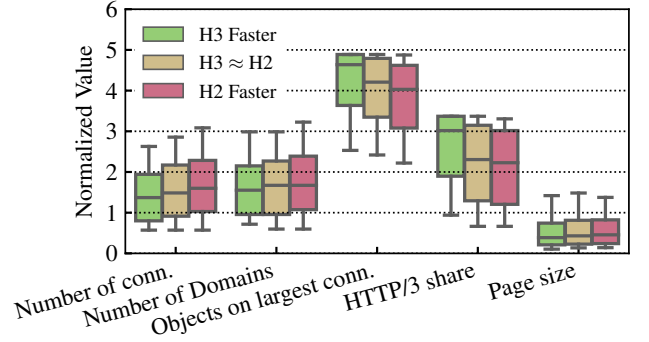 6
5
4
3
2
1
0
Normalized Value
H3 Faster
H3 ≈ H2
H2 Faster
Number of conn.
Number of Domains
Objects on largest conn.
HTTP/3 share
Page size